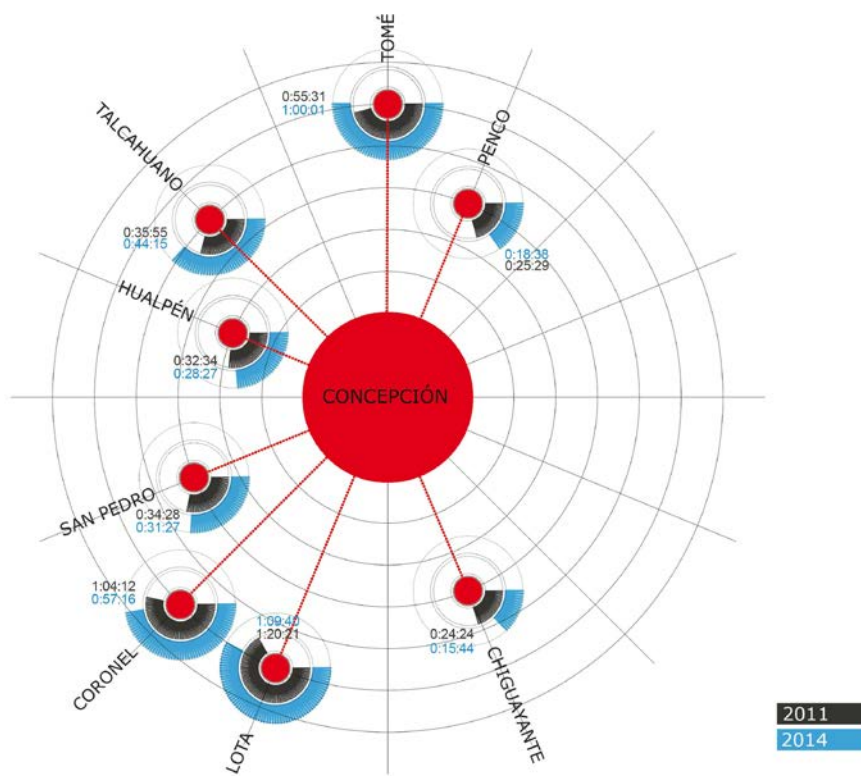 TOMÉ
0:55:31
1:00:01
PENCO
0:18:38
0:25:29
TALCAHUANO
0:35:55
0:44:15
HUALPÉN
0:32:34
0:28:27
CONCEPCIÓN
SAN PEDRO
0:34:28
0:31:27
1:04:12
0:57:16
CORONEL
1:09:40
1:20:21
LOTA
0:24:24
0:15:44
CHIGUAYANTE
2011
2014